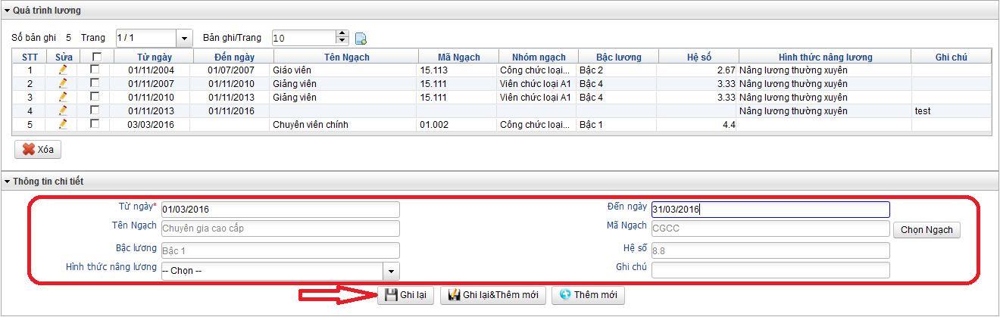 Quá trình lương
Số bản ghi 5 Trang 1 / 1 Bản ghi/Trang 10
STT Sửa Từ ngày Đến ngày Tên Ngạch Mã Ngạch Nhóm ngạch Bậc lương Hệ số Hình thức nâng lương Ghi chú
1 01/11/2004 01/07/2007 Giáo viên 15.113 Công chức loại... Bậc 2 2.67 Nâng lương thường xuyên
2 01/11/2007 01/11/2010 Giảng viên 15.111 Viên chức loại A1 Bậc 4 3.33 Nâng lương thường xuyên
3 01/11/2010 01/11/2013 Giảng viên 15.111 Viên chức loại A1 Bậc 4 3.33 Nâng lương thường xuyên
4 01/11/2013 01/11/2016 Nâng lương thường xuyên test
5 03/03/2016 Chuyên viên chính 01.002 Công chức loại... Bậc 1 4.4
Xóa
Thông tin chi tiết
Từ ngày* 01/03/2016 Đến ngày 31/03/2016
Tên Ngạch Chuyên gia cao cấp Mã Ngạch CGCC Chọn Ngạch
Bậc lương Bậc 1 Hệ số 8.8
Hình thức nâng lương -- Chọn -- Ghi chú
Ghi lại Ghi lại&Thêm mới Thêm mới